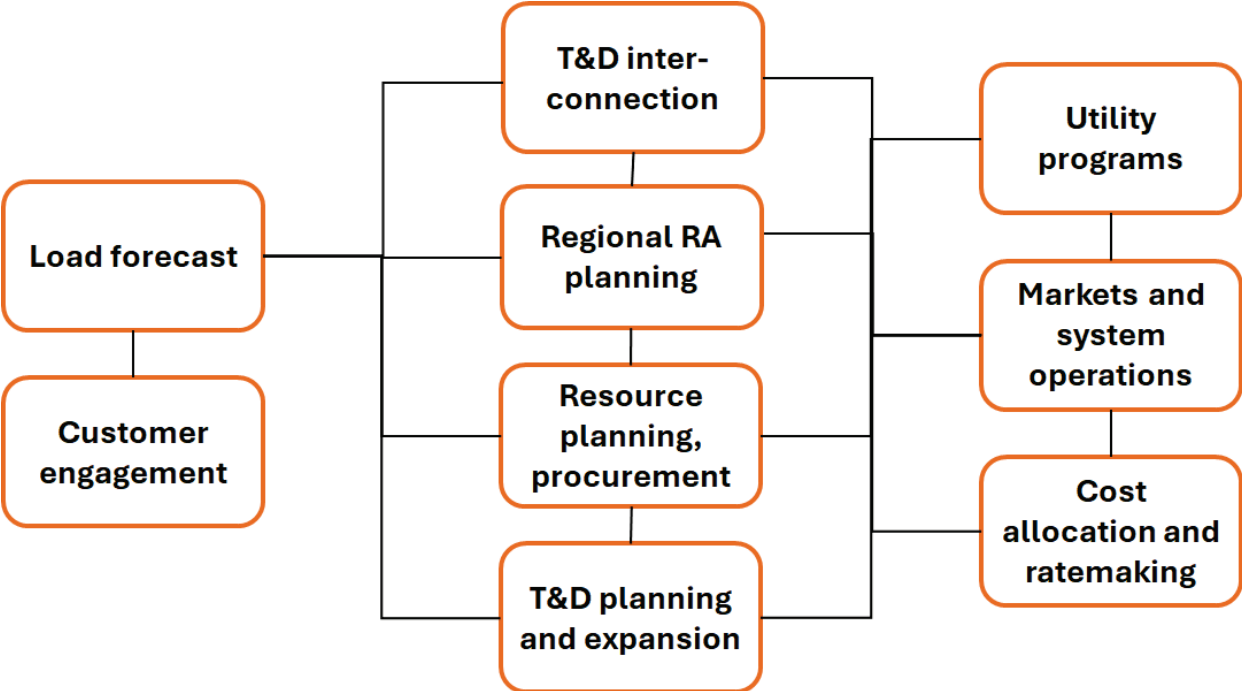 Load forecast
Customer
engagement
T&D inter-
connection
Regional RA
planning
Resource
planning,
procurement
T&D planning
and expansion
Utility
programs
Markets and
system
operations
Cost
allocation and
ratemaking